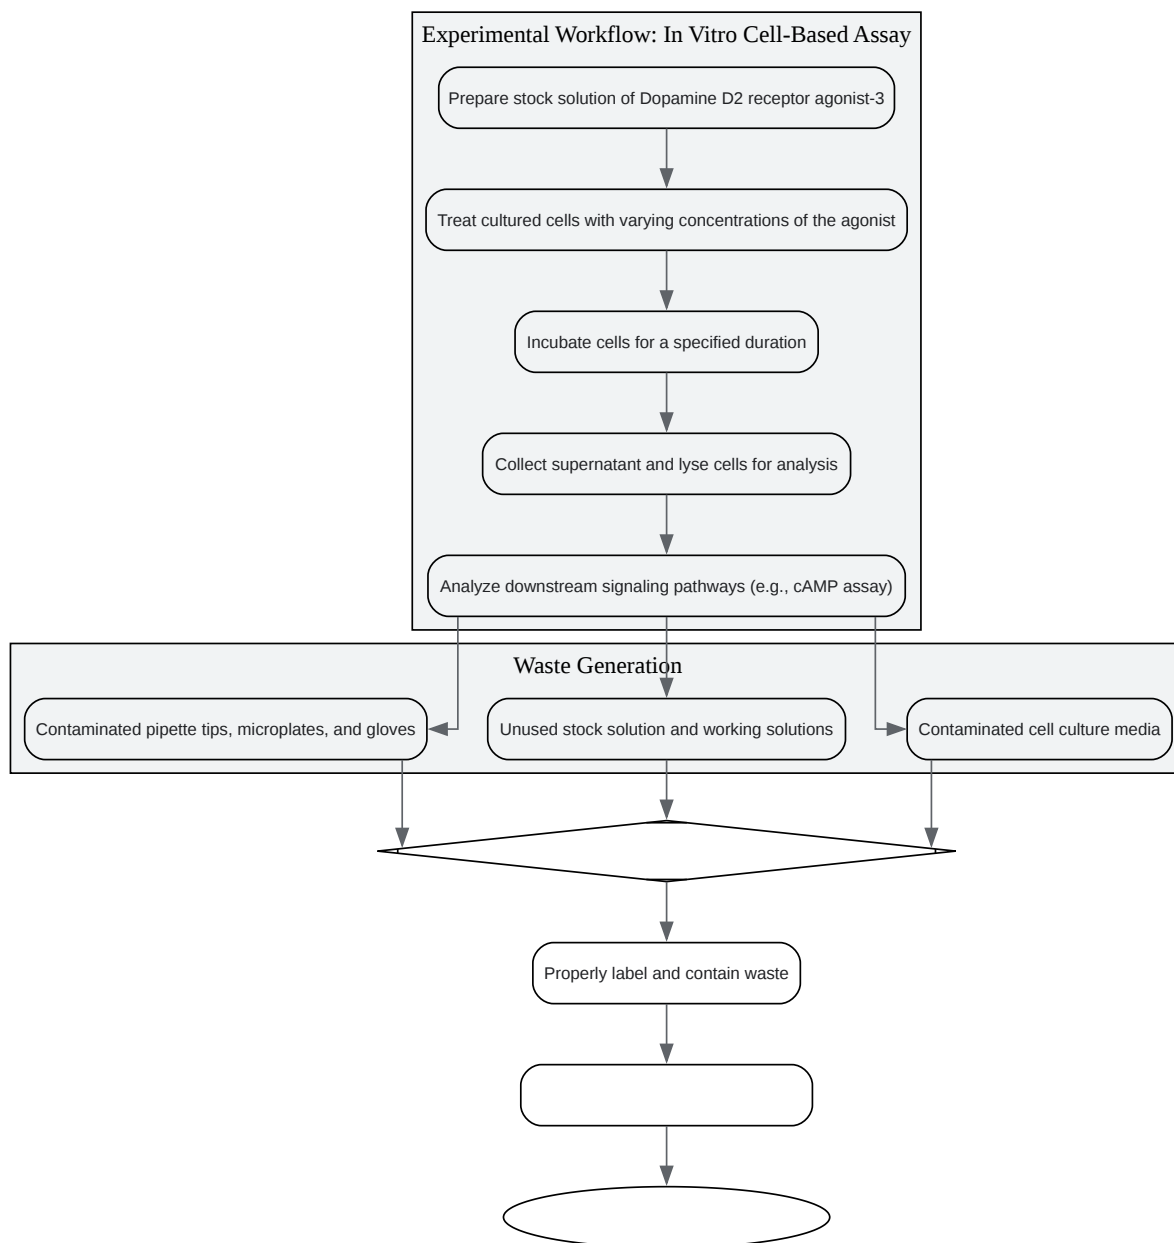 Experimental Workflow: In Vitro Cell-Based Assay
Prepare stock solution of Dopamine D2 receptor agonist-3
Treat cultured cells with varying concentrations of the agonist
Incubate cells for a specified duration
Collect supernatant and lyse cells for analysis
Analyze downstream signaling pathways (e.g., cAMP assay)
Waste Generation
Contaminated pipette tips, microplates, and gloves
Unused stock solution and working solutions
Contaminated cell culture media
Properly label and contain waste